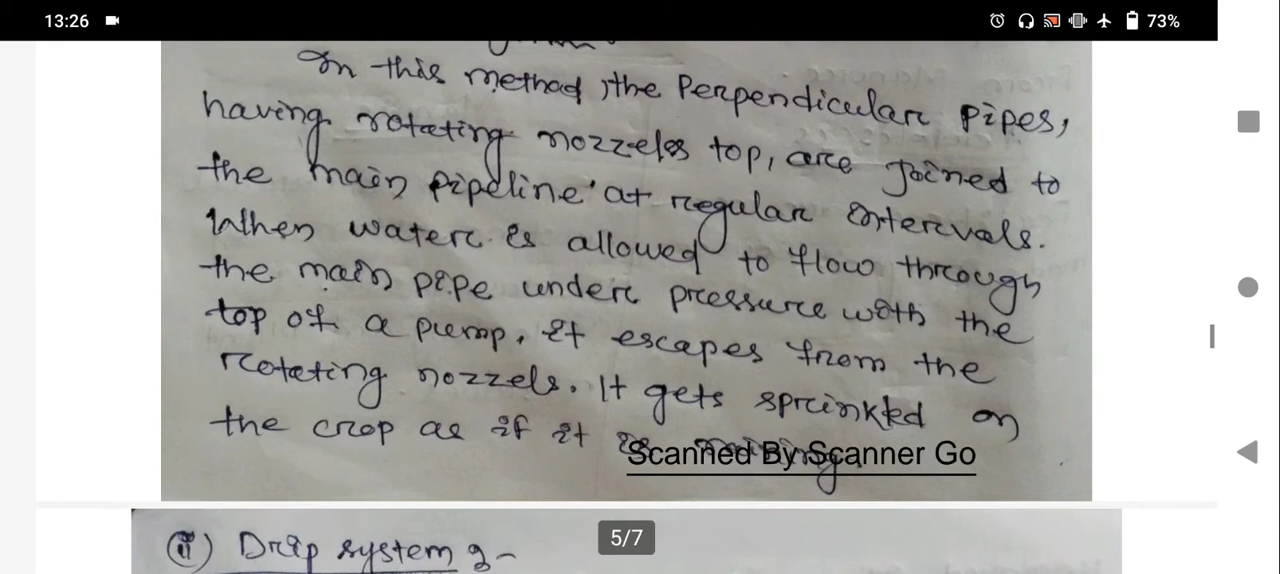 13:26
73%
In this method, the Perpendicular pipes,
having rotating nozzels top, are joined to
the main pipeline at regular intervals.
When water is allowed to flow through
the main pipe under pressure with the
top of a pump, it escapes from the
rotating nozzels. It gets sprinkled on
the crop as if it is raining
Scanned By Scanner Go
(ii) Drip system :-
5/7